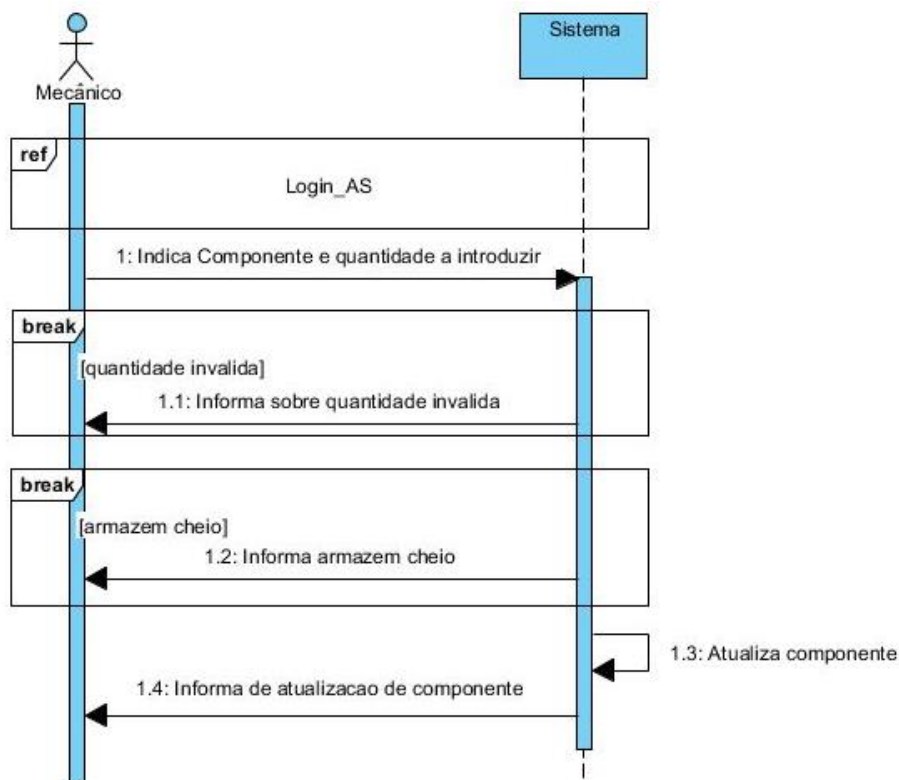 Sistema
Mecânico
ref
Login_AS
1: Indica Componente e quantidade a introduzir
break
[quantidade invalida]
1.1: Informa sobre quantidade invalida
break
[armazem cheio]
1.2: Informa armazem cheio
1.3: Atualiza componente
1.4: Informa de atualizacao de componente